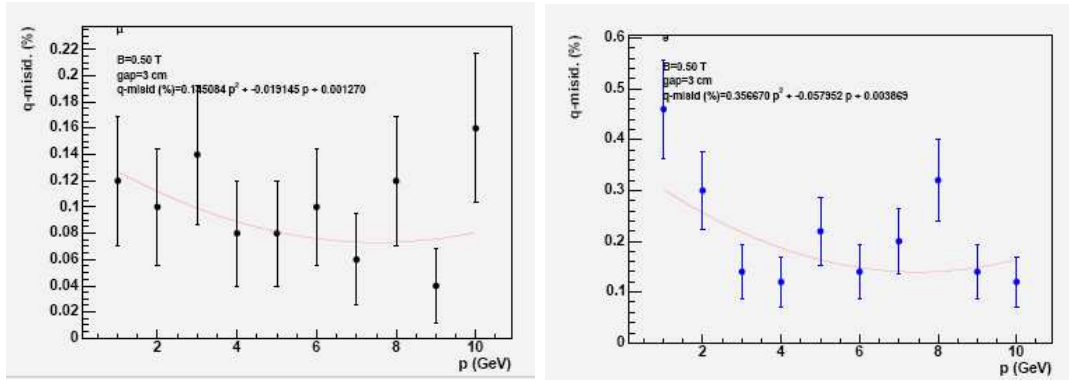 q-misid. (%)
μ
B=0.50 T
gap=3 cm
q-misid (%)=0.145084 p² + -0.019145 p + 0.001270
0.22
0.2
0.18
0.16
0.14
0.12
0.1
0.08
0.06
0.04
0.02
0
2
4
6
8
10
p (GeV)
q-misid. (%)
B=0.50 T
gap=3 cm
q-misid (%)=0.356670 p² + -0.057952 p + 0.003869
0.6
0.5
0.4
0.3
0.2
0.1
0
2
4
6
8
10
p (GeV)